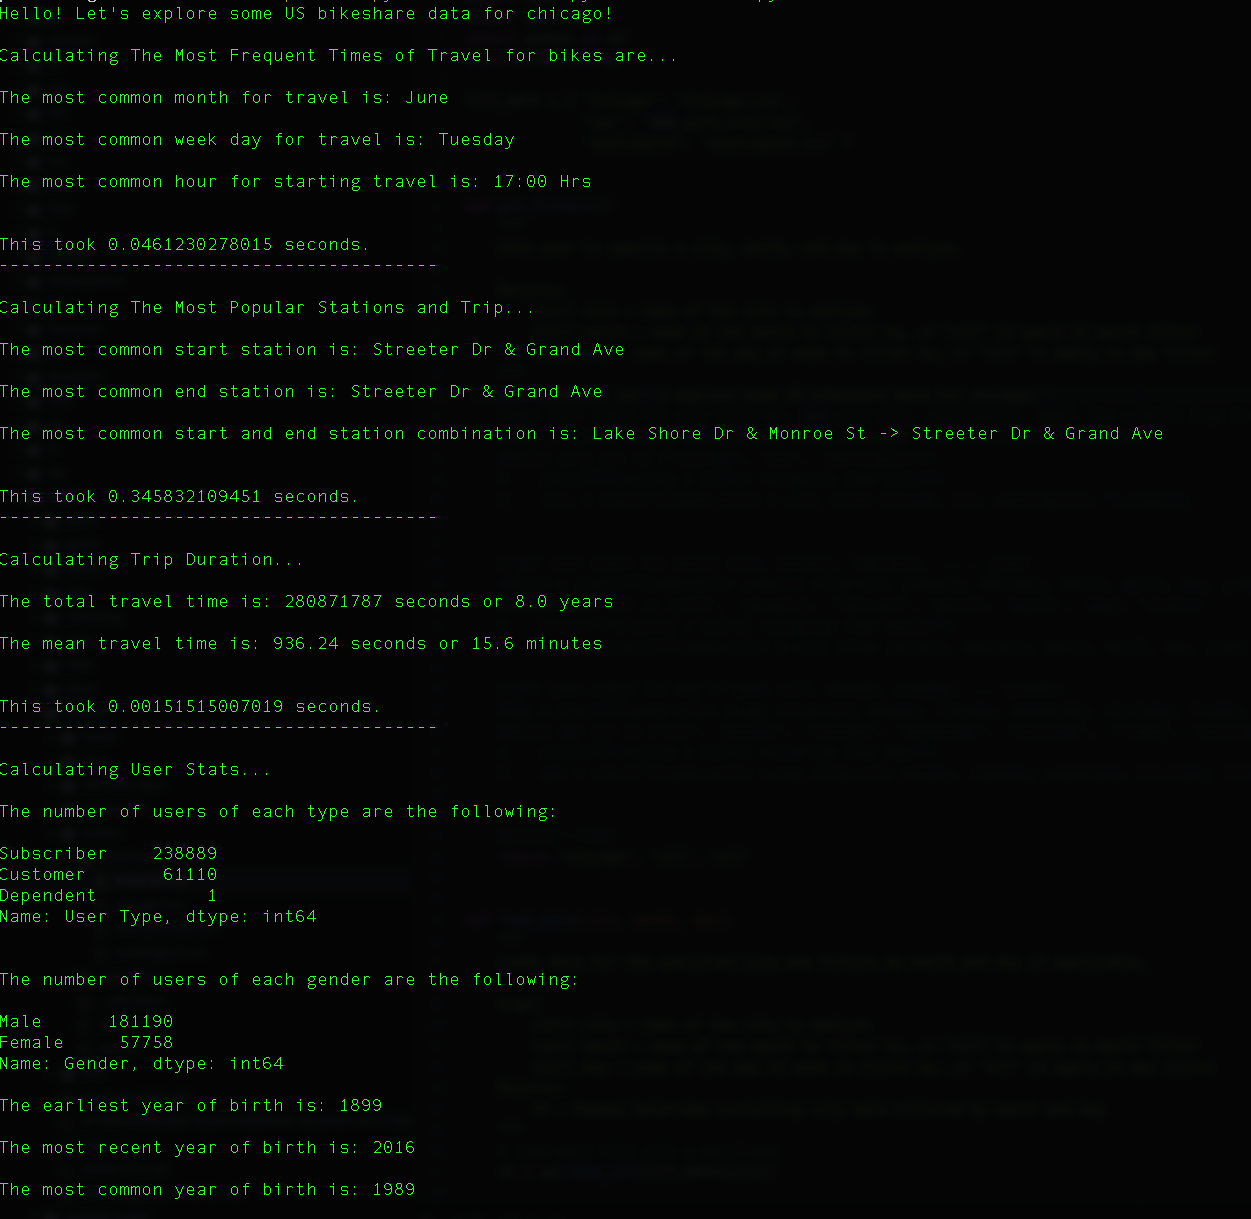 Hello! Let's explore some US bikeshare data for chicago!
Calculating The Most Frequent Times of Travel for bikes are...
The most common month for travel is: June
The most common week day for travel is: Tuesday
The most common hour for starting travel is: 17:00 Hrs
This took 0.0461230278015 seconds.
----------------------------------------
Calculating The Most Popular Stations and Trip...
The most common start station is: Streeter Dr & Grand Ave
The most common end station is: Streeter Dr & Grand Ave
The most common start and end station combination is: Lake Shore Dr & Monroe St -> Streeter Dr & Grand Ave
This took 0.345832109451 seconds.
----------------------------------------
Calculating Trip Duration...
The total travel time is: 280871787 seconds or 8.0 years
The mean travel time is: 936.24 seconds or 15.6 minutes
This took 0.00151515007019 seconds.
----------------------------------------
Calculating User Stats...
The number of users of each type are the following:
Subscriber    238889
Customer       61110
Dependent          1
Name: User Type, dtype: int64
The number of users of each gender are the following:
Male      181190
Female     57758
Name: Gender, dtype: int64
The earliest year of birth is: 1899
The most recent year of birth is: 2016
The most common year of birth is: 1989